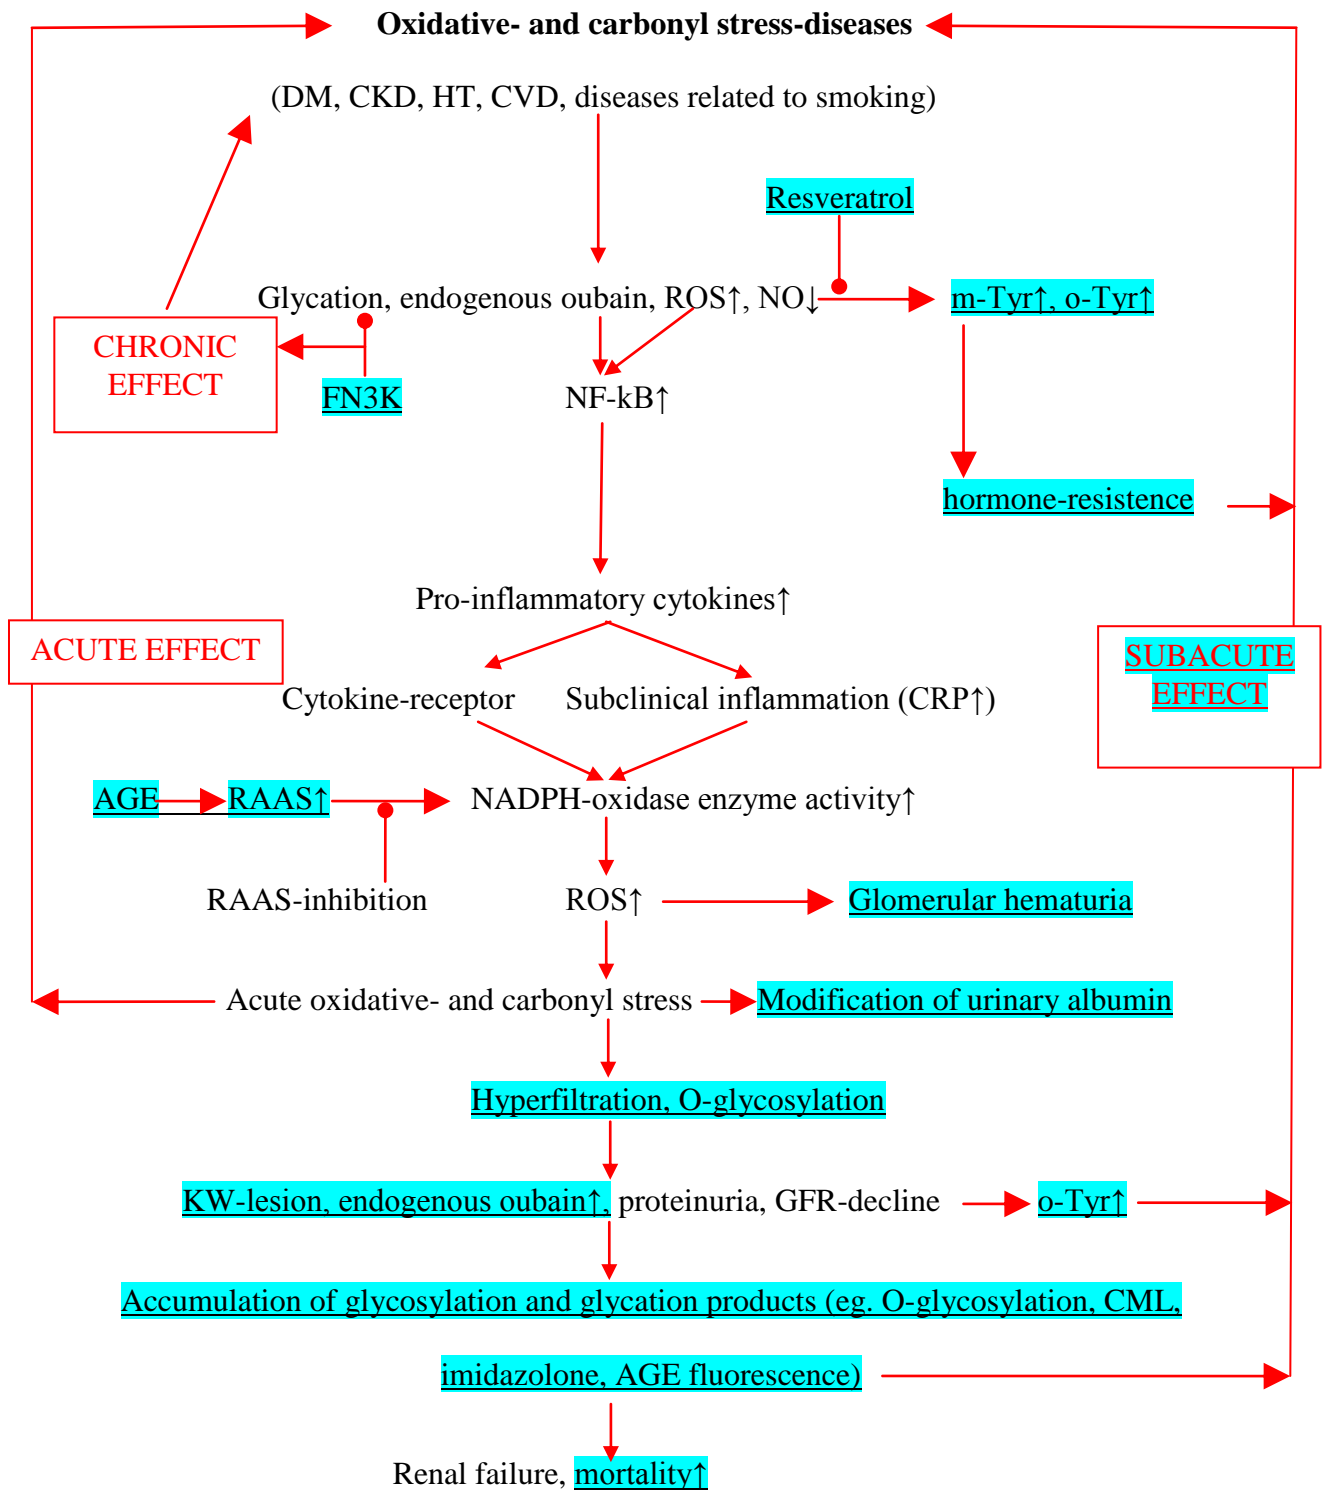 Oxidative- and carbonyl stress-diseases
(DM, CKD, HT, CVD, diseases related to smoking)
Resveratrol
Glycation, endogenous oubain, ROS↑, NO↓
m-Tyr↑, o-Tyr↑
CHRONIC
EFFECT
FN3K
NF-kB↑
hormone-resistence
Pro-inflammatory cytokines↑
ACUTE EFFECT
SUBACUTE
EFFECT
Cytokine-receptor
Subclinical inflammation (CRP↑)
AGE
RAAS↑
NADPH-oxidase enzyme activity↑
RAAS-inhibition
ROS↑
Glomerular hematuria
Acute oxidative- and carbonyl stress
Modification of urinary albumin
Hyperfiltration, O-glycosylation
KW-lesion, endogenous oubain↑, proteinuria, GFR-decline
o-Tyr↑
Accumulation of glycosylation and glycation products (eg. O-glycosylation, CML,
imidazolone, AGE fluorescence)
Renal failure, mortality↑